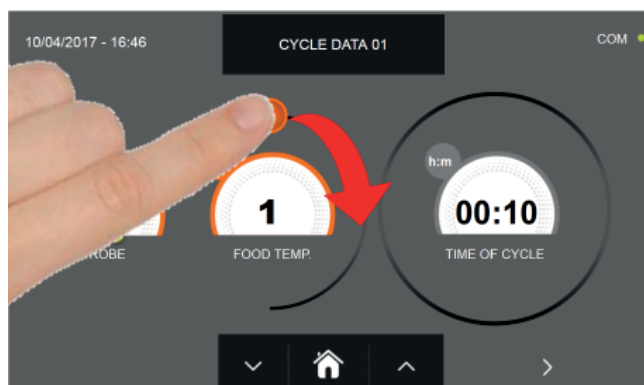 10/04/2017 - 16:46
CYCLE DATA 01
COM
h:m
1
00:10
ROBE
FOOD TEMP.
TIME OF CYCLE